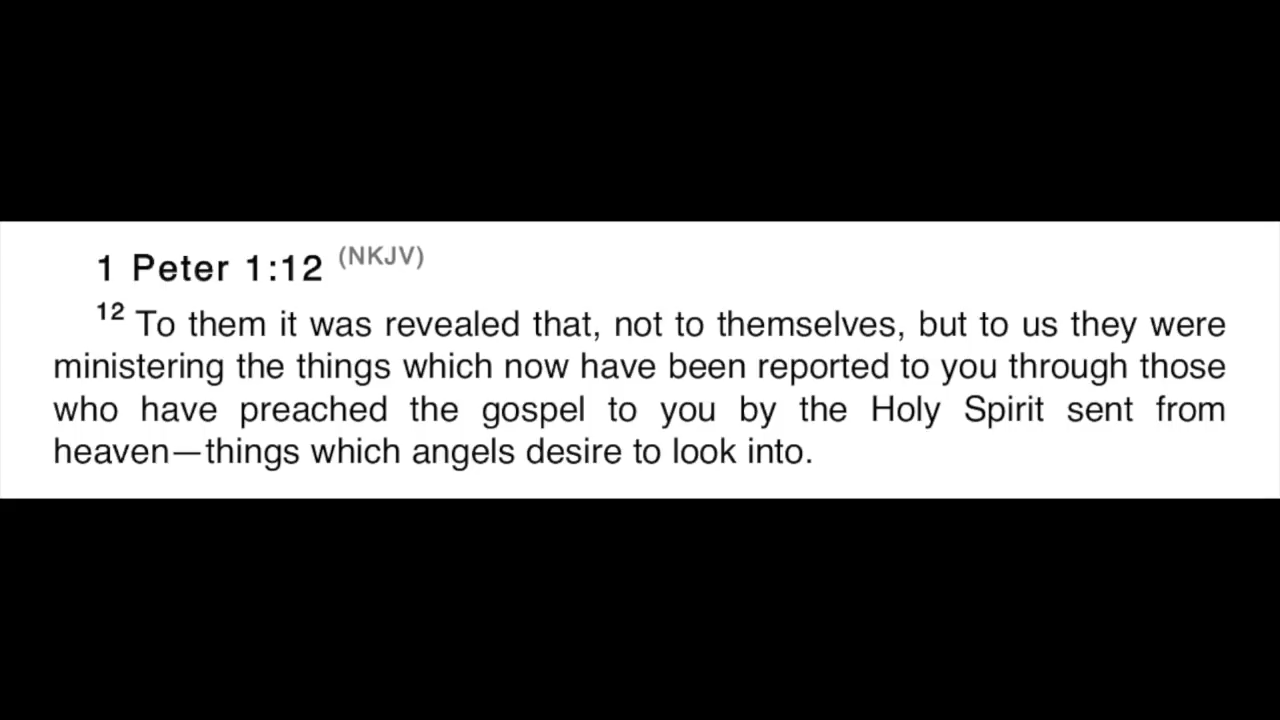 1 Peter 1:12 (NKJV)
12 To them it was revealed that, not to themselves, but to us they were
ministering the things which now have been reported to you through those
who have preached the gospel to you by the Holy Spirit sent from
heaven—things which angels desire to look into.